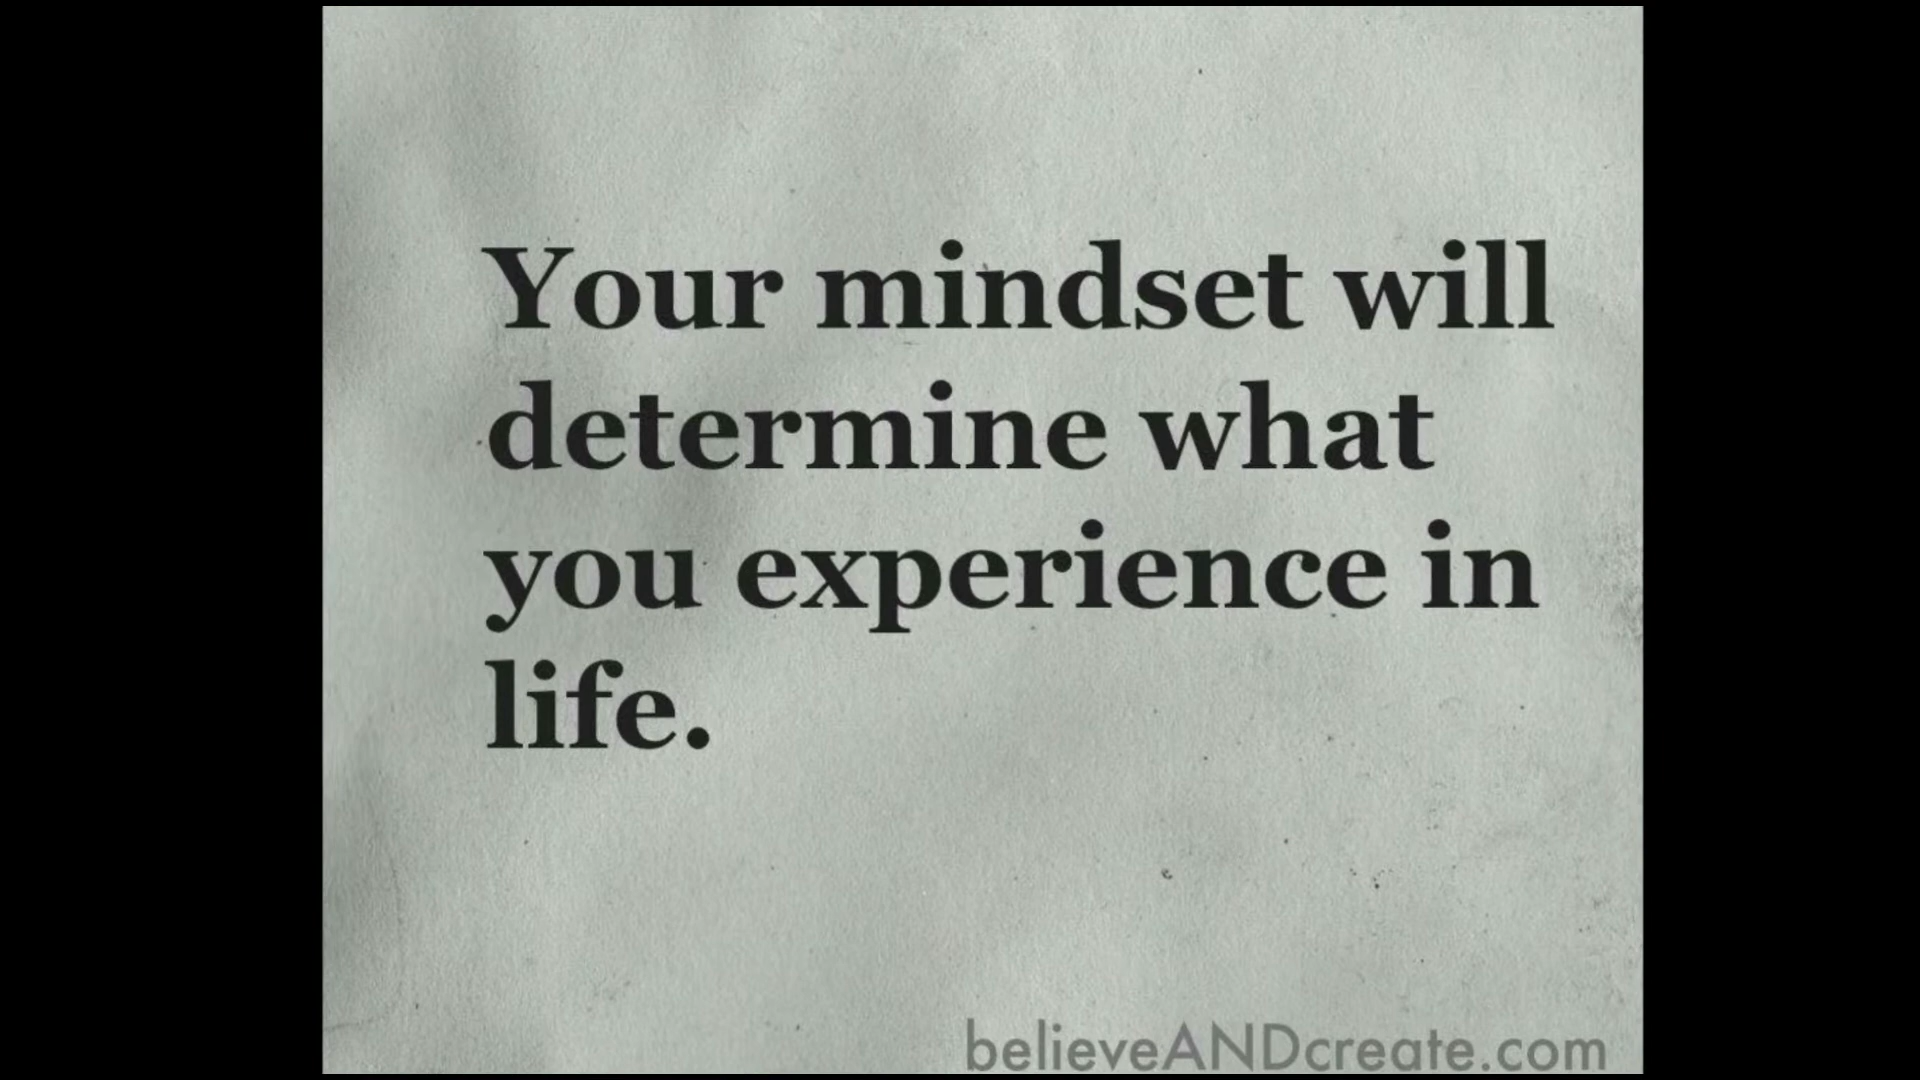 Your mindset will
determine what
you experience in
life.
believeANDcreate.com